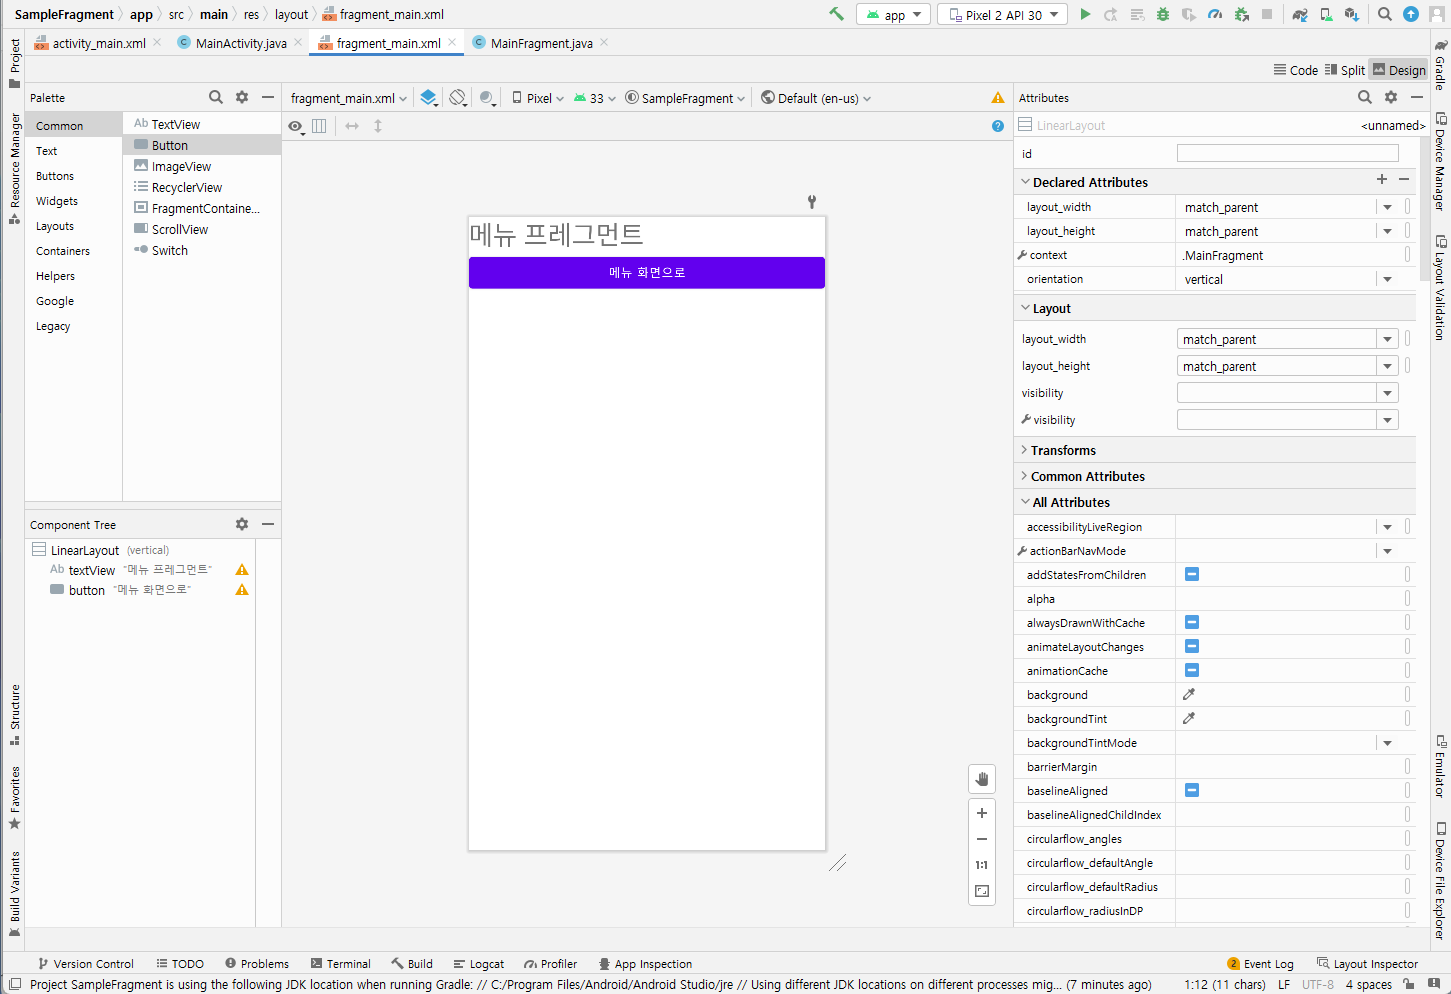 SampleFragment app src main res layout fragment_main.xml
app Pixel 2 API 30
activity_main.xml MainActivity.java fragment_main.xml MainFragment.java
Code Split Design
Project
Resource Manager
Structure
Favorites
Build Variants
Palette
Common
Text
Buttons
Widgets
Layouts
Containers
Helpers
Google
Legacy
Ab TextView
Button
ImageView
RecyclerView
FragmentContaine...
ScrollView
Switch
Component Tree
LinearLayout (vertical)
Ab textView "메뉴 프레그먼트"
button "메뉴 화면으로"
fragment_main.xml Pixel 33 SampleFragment Default (en-us)
메뉴 프레그먼트
메뉴 화면으로
1:1
Attributes
LinearLayout <unnamed>
id
Declared Attributes
layout_width match_parent
layout_height match_parent
context .MainFragment
orientation vertical
Layout
layout_width match_parent
layout_height match_parent
visibility
visibility
Transforms
Common Attributes
All Attributes
accessibilityLiveRegion
actionBarNavMode
addStatesFromChildren
alpha
alwaysDrawnWithCache
animateLayoutChanges
animationCache
background
backgroundTint
backgroundTintMode
barrierMargin
baselineAligned
baselineAlignedChildIndex
circularflow_angles
circularflow_defaultAngle
circularflow_defaultRadius
circularflow_radiusInDP
Gradle
Device Manager
Layout Validation
Emulator
Device File Explorer
Version Control TODO Problems Terminal Build Logcat Profiler App Inspection 2 Event Log Layout Inspector
Project SampleFragment is using the following JDK location when running Gradle: // C:/Program Files/Android/Android Studio/jre // Using different JDK locations on different processes mig... (7 minutes ago) 1:12 (11 chars) LF UTF-8 4 spaces